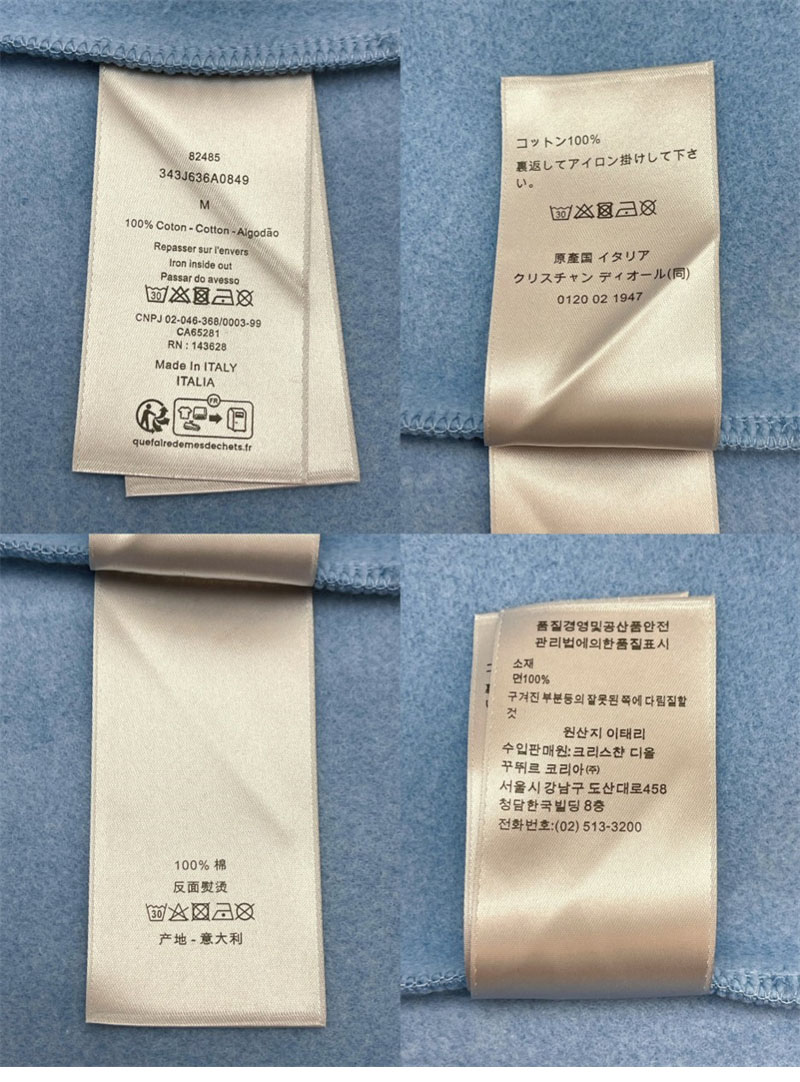 82485
343J636A0849
M
100% Coton - Cotton - Algodão
Repasser sur l'envers
Iron inside out
Passar do avesso
30
CNPJ 02-046-368/0003-99
CA65281
RN : 143628
Made in ITALY
ITALIA
FR
quefairedemesdechets.fr
コットン100%
裏返してアイロン掛けして下さ
い。
30
原產国 イタリア
クリスチャン ディオール(同)
0120 02 1947
100% 棉
反面熨烫
30
产地 - 意大利
품질경영및공산품안전
관리법에의한품질표시
소재
면100%
구겨진 부분등의 잘못된 쪽에 다림질할
것
원산지 이태리
수입판매원:크리스챤 디올
꾸뛰르 코리아㈜
서울시 강남구 도산대로458
청담한국빌딩 8층
전화번호:(02) 513-3200